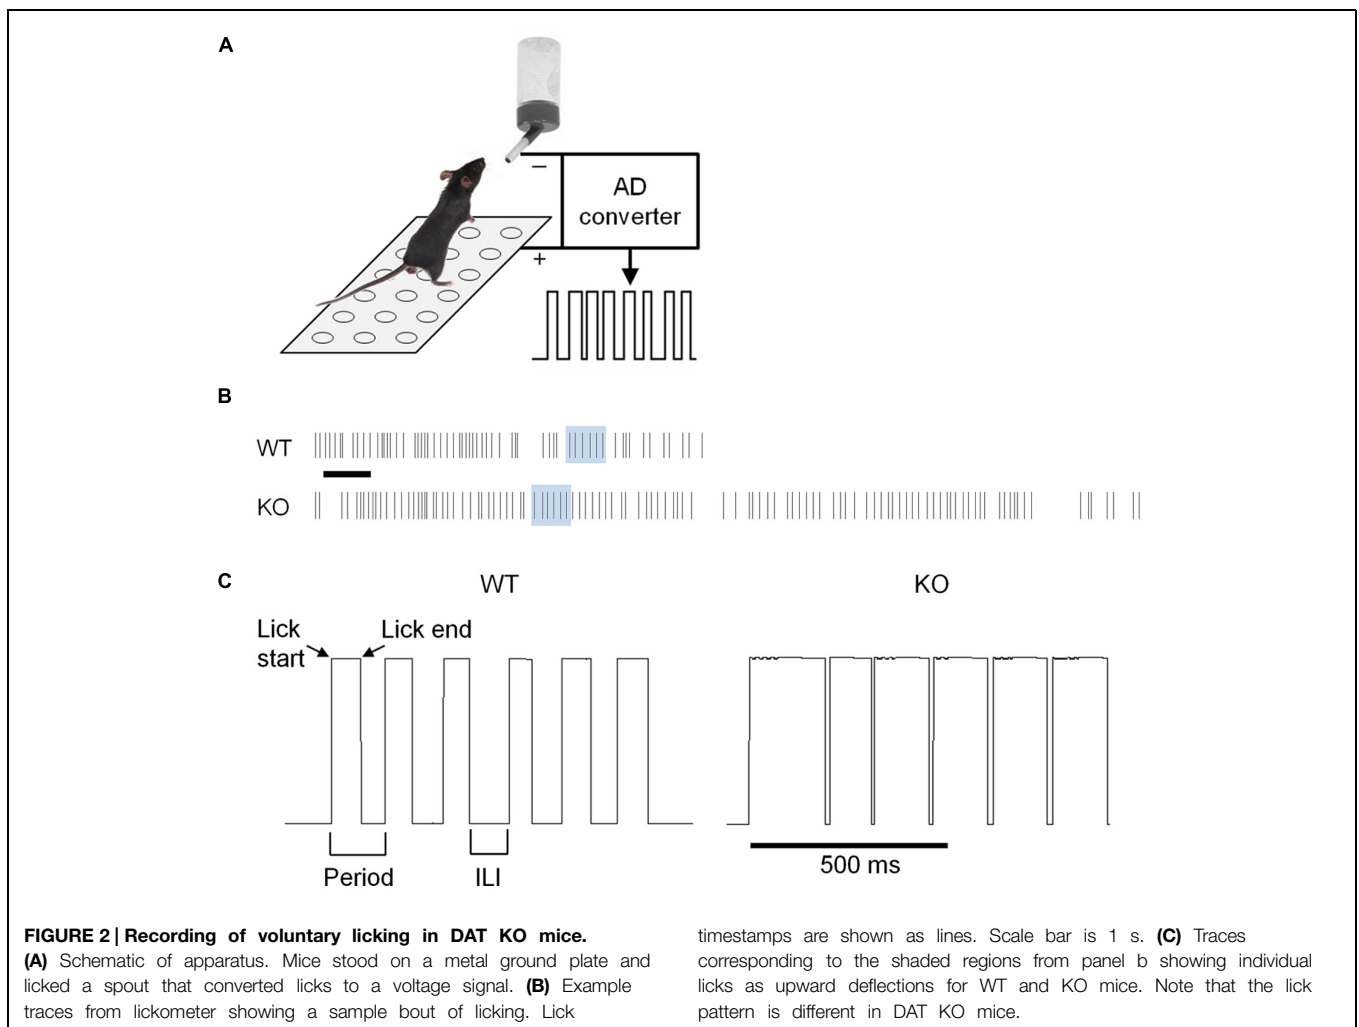 A
−
AD
converter
+
B
WT
KO
C
WT
KO
Lick
start
Lick end
Period
ILI
500 ms
FIGURE 2 | Recording of voluntary licking in DAT KO mice.
(A) Schematic of apparatus. Mice stood on a metal ground plate and
licked a spout that converted licks to a voltage signal. (B) Example
traces from lickometer showing a sample bout of licking. Lick
timestamps are shown as lines. Scale bar is 1 s. (C) Traces
corresponding to the shaded regions from panel b showing individual
licks as upward deflections for WT and KO mice. Note that the lick
pattern is different in DAT KO mice.